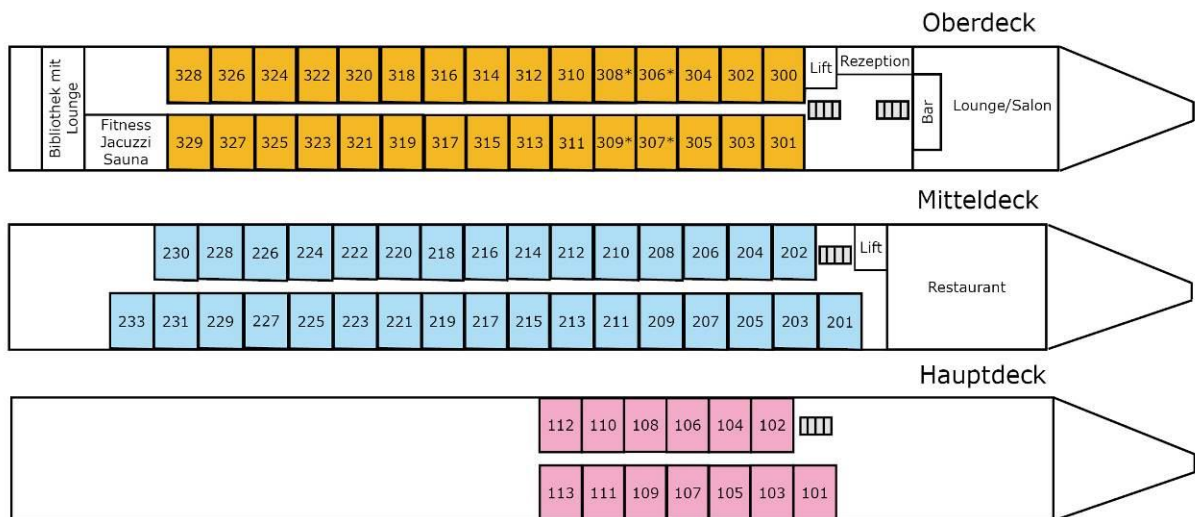 Oberdeck
Bibliothek mit
Lounge
328 326 324 322 320 318 316 314 312 310 308* 306* 304 302 300
Lift
Rezeption
Bar
Lounge/Salon
Fitness
Jacuzzi
Sauna
329 327 325 323 321 319 317 315 313 311 309* 307* 305 303 301
Mitteldeck
230 228 226 224 222 220 218 216 214 212 210 208 206 204 202
Lift
Restaurant
233 231 229 227 225 223 221 219 217 215 213 211 209 207 205 203 201
Hauptdeck
112 110 108 106 104 102
113 111 109 107 105 103 101